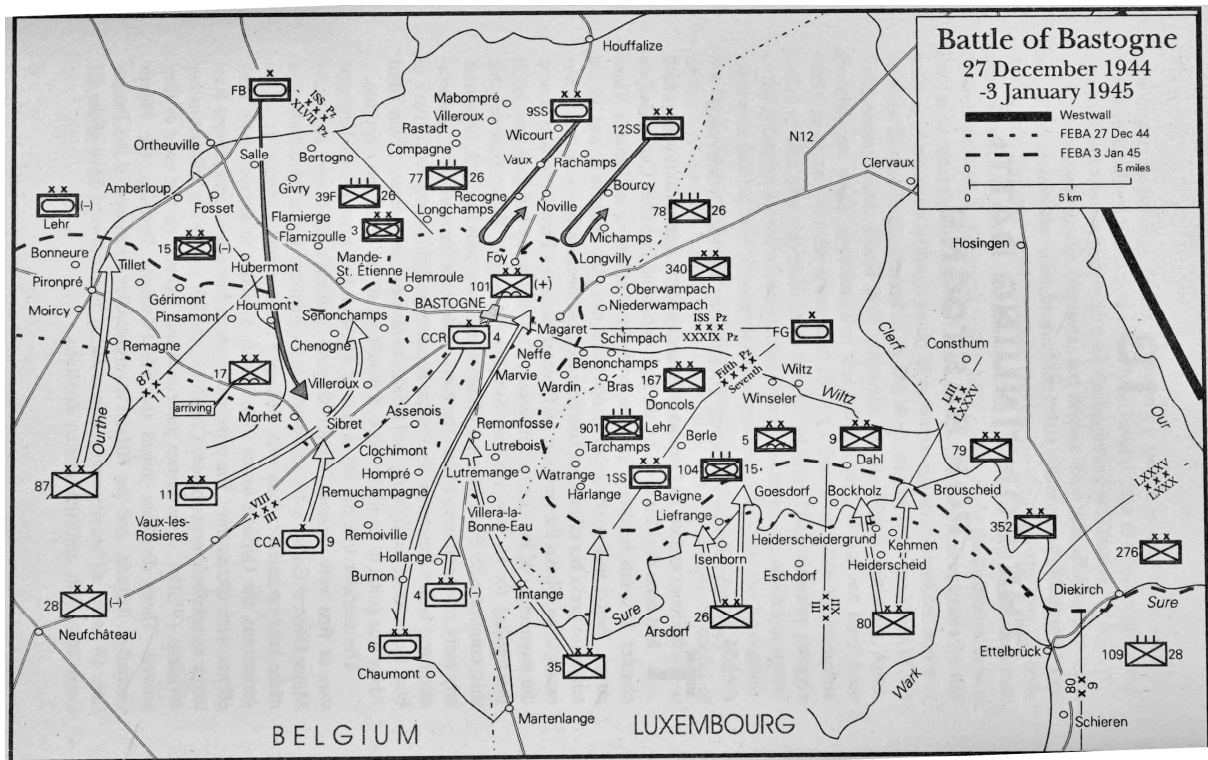 Battle of Bastogne
27 December 1944
-3 January 1945
Westwall
FEBA 27 Dec 44
FEBA 3 Jan 45
0 5 miles
0 5 km
Houffalize
FB
ISS Pz
XLVII Pz
Mabompré
Villeroux
Rastadt
Compagne
9SS
Wicourt
12SS
N12
Ortheuville
Salle
Bertogne
Vaux
Rachamps
Clervaux
Amberloup
Givry
39F 26
77 26
Recogne
Noville
Bourcy
Lehr (-)
Fosset
Flamierge
Flamizoulle
3
Longchamps
78 26
Michamps
Hosingen
Bonneure
15 (-)
Tillet
Hubermont
Mande-
St. Étienne
Hemroule
Foy
Longvilly
340
Pironpré
Gérimont
Pinsamont
101 (+)
Oberwampach
Niederwampach
Moircy
Houmont
Senonchamps
BASTOGNE
Magaret
ISS Pz
XXXIX Pz
FG
Clerf
Remagne
Chenogne
CCR 4
Neffe
Schimpach
Consthum
87
17
17
Marvie
Benonchamps
Fifth Pz
Seventh
Wiltz
Wiltz
arriving
Villeroux
Wardin
Bras
167
Winseler
LIII
LXXXV
Our
Ourthe
Morhet
Sibret
Assenois
Remonfosse
Doncols
Clochimont
Lutrebois
901 Lehr
Tarchamps
Berle
5
9
Dahl
79
87
11
Hompré
Lutremange
Watrange
Harlange
1SS
104 15
Goesdorf
Bockholz
Brouscheid
LXXXV
LXXX
Vaux-les-
Rosieres
VIII
III
Remuchampagne
Villera-la-
Bonne-Eau
Bavigne
Liefrange
352
CCA 9
Remoiville
Hollange
Isenborn
Heiderscheidergrund
Kehmen
Heiderscheid
276
Burnon
4 (-)
Tintange
Eschdorf
Diekirch
28 (-)
Neufchâteau
Sure
Arsdorf
26
III
XII
80
Sure
6
Chaumont
35
Ettelbrück
109 28
Wark
80
9
Martenlange
Schieren
BELGIUM
LUXEMBOURG